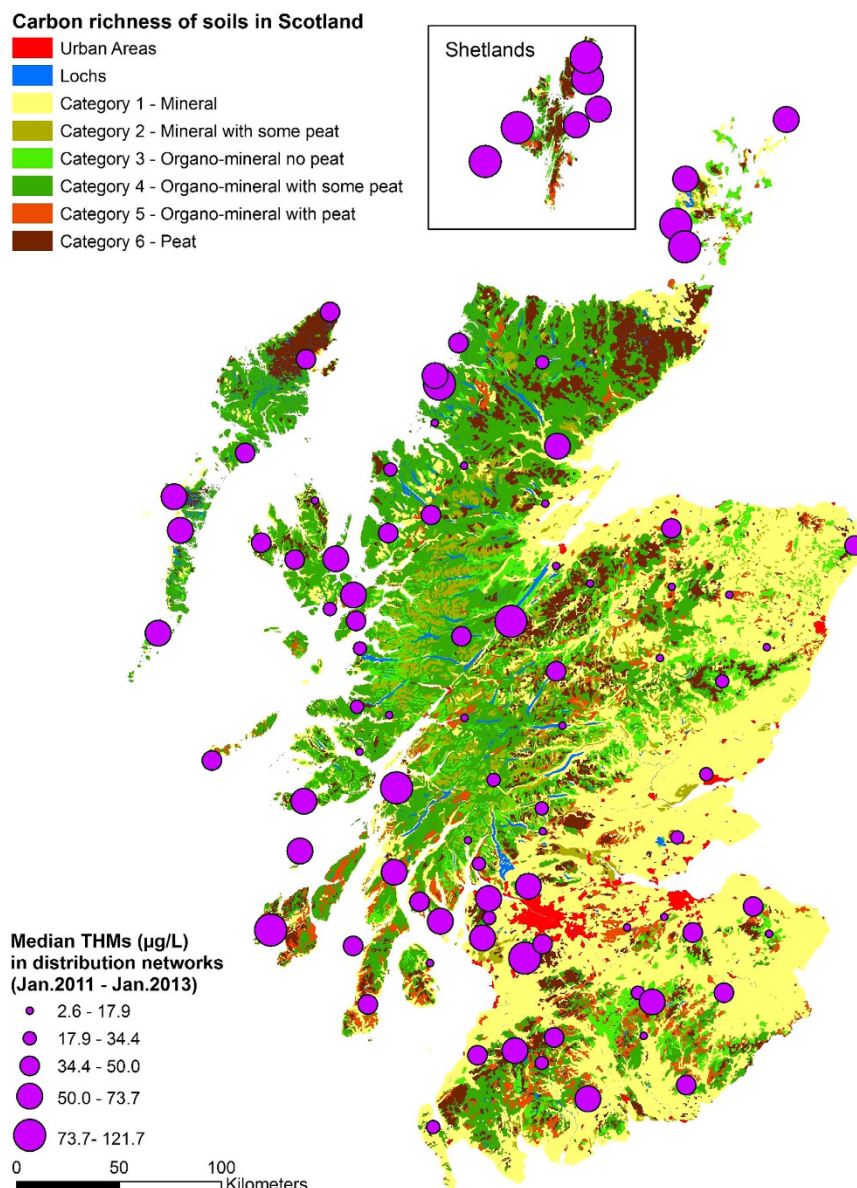 Carbon richness of soils in Scotland
Urban Areas
Lochs
Category 1 - Mineral
Category 2 - Mineral with some peat
Category 3 - Organo-mineral no peat
Category 4 - Organo-mineral with some peat
Category 5 - Organo-mineral with peat
Category 6 - Peat
Shetlands
Median THMs (µg/L)
in distribution networks
(Jan.2011 - Jan.2013)
2.6 - 17.9
17.9 - 34.4
34.4 - 50.0
50.0 - 73.7
73.7- 121.7
0 50 100
Kilometers